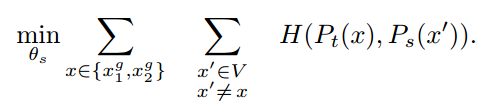 min_{θ_s} ∑_{x∈{x_1^g,x_2^g}} ∑_{x′∈V, x′≠x} H(P_t(x), P_s(x′)).